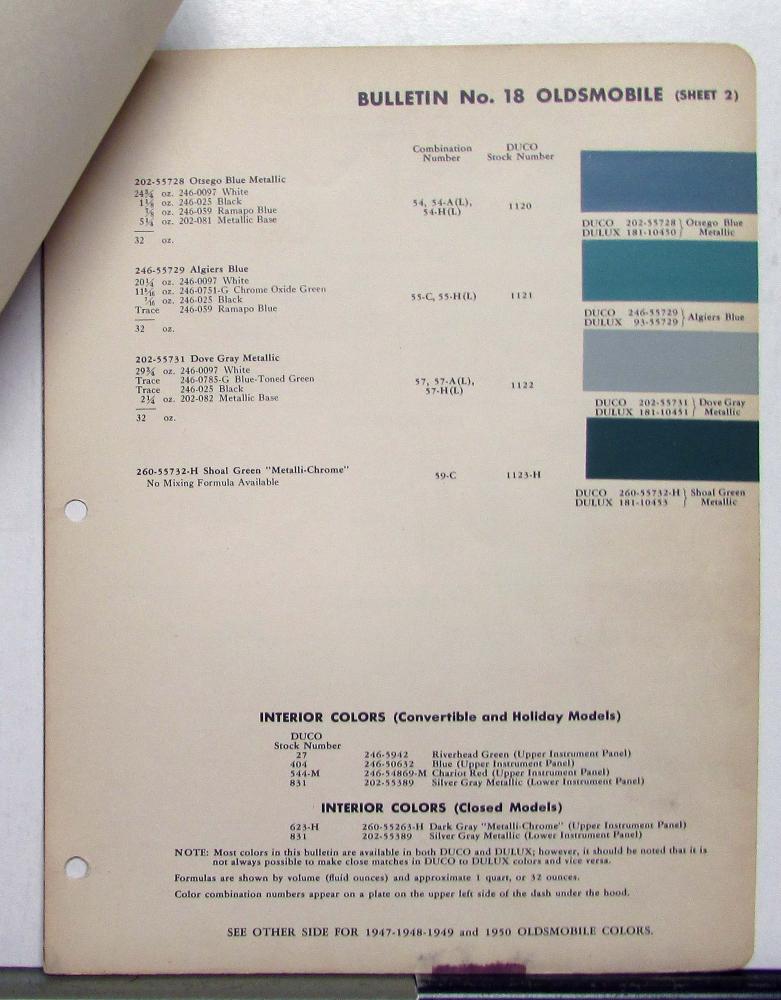 BULLETIN No. 18 OLDSMOBILE (SHEET 2)
Combination Number
DUCO Stock Number
202-55728 Otsego Blue Metallic
24¾ oz. 246-0097 White
1⅛ oz. 246-025 Black
⅞ oz. 246-059 Ramapo Blue
5¼ oz. 202-081 Metallic Base
32 oz.
54, 54-A(L),
54-H(L)
1120
DUCO 202-55728 } Otsego Blue
DULUX 181-10450 } Metallic
246-55729 Algiers Blue
20¼ oz. 246-0097 White
11 11/16 oz. 246-0751-G Chrome Oxide Green
1/16 oz. 246-025 Black
Trace 246-059 Ramapo Blue
32 oz.
55-C, 55-H(L)
1121
DUCO 246-55729 } Algiers Blue
DULUX 93-55729
202-55731 Dove Gray Metallic
29¾ oz. 246-0097 White
Trace 246-0785-G Blue-Toned Green
Trace 246-025 Black
2¼ oz. 202-082 Metallic Base
32 oz.
57, 57-A(L),
57-H(L)
1122
DUCO 202-55731 } Dove Gray
DULUX 181-10451 } Metallic
260-55732-H Shoal Green "Metalli-Chrome"
No Mixing Formula Available
59-C
1123-H
DUCO 260-55732-H } Shoal Green
DULUX 181-10453 } Metallic
INTERIOR COLORS (Convertible and Holiday Models)
DUCO
Stock Number
27 246-5942 Riverhead Green (Upper Instrument Panel)
404 246-50632 Blue (Upper Instrument Panel)
544-M 246-54869-M Chariot Red (Upper Instrument Panel)
831 202-55389 Silver Gray Metallic (Lower Instrument Panel)
INTERIOR COLORS (Closed Models)
623-H 260-55263-H Dark Gray "Metalli-Chrome" (Upper Instrument Panel)
831 202-55389 Silver Gray Metallic (Lower Instrument Panel)
NOTE: Most colors in this bulletin are available in both DUCO and DULUX; however, it should be noted that it is
not always possible to make close matches in DUCO to DULUX colors and vice versa.
Formulas are shown by volume (fluid ounces) and approximate 1 quart, or 32 ounces.
Color combination numbers appear on a plate on the upper left side of the dash under the hood.
SEE OTHER SIDE FOR 1947-1948-1949 and 1950 OLDSMOBILE COLORS.